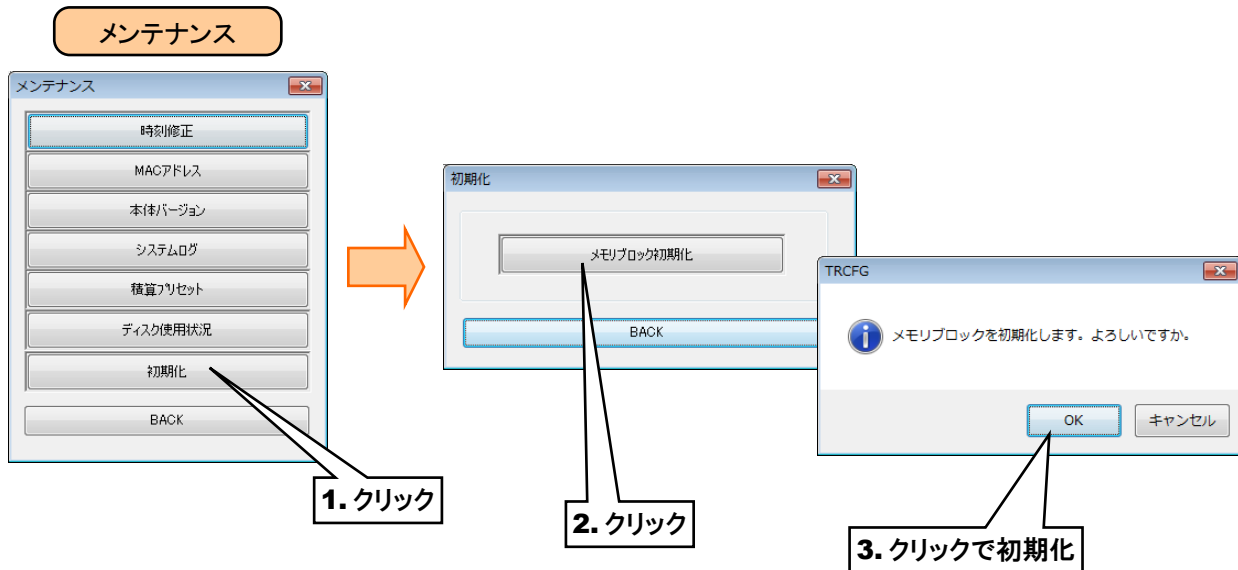 メンテナンス
メンテナンス
時刻修正
MACアドレス
本体バージョン
システムログ
積算プリセット
ディスク使用状況
初期化
BACK
1. クリック
初期化
メモリブロック初期化
BACK
2. クリック
TRCFG
メモリブロックを初期化します。よろしいですか。
OK
キャンセル
3. クリックで初期化